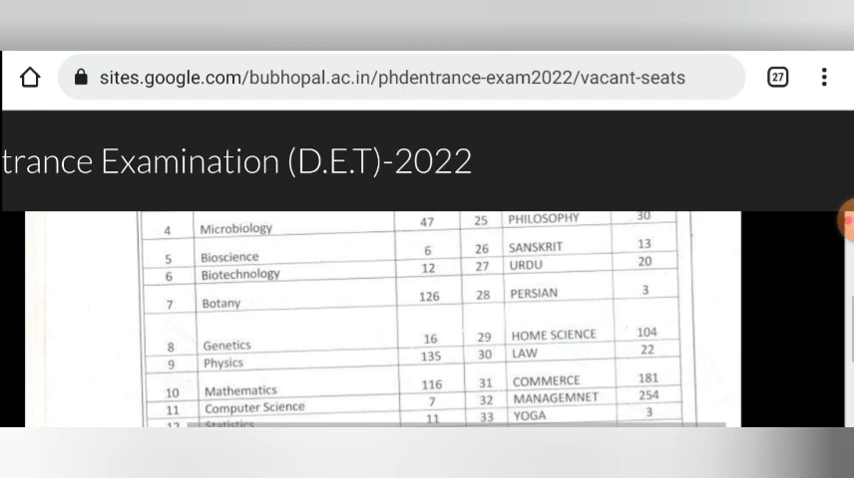 sites.google.com/bubhopal.ac.in/phdentrance-exam2022/vacant-seats 27
trance Examination (D.E.T)-2022
4 Microbiology 47 25 PHILOSOPHY 30
5 Bioscience 6 26 SANSKRIT 13
6 Biotechnology 12 27 URDU 20
7 Botany 126 28 PERSIAN 3
8 Genetics 16 29 HOME SCIENCE 104
9 Physics 135 30 LAW 22
10 Mathematics 116 31 COMMERCE 181
11 Computer Science 7 32 MANAGEMNET 254
12 Statistics 11 33 YOGA 3